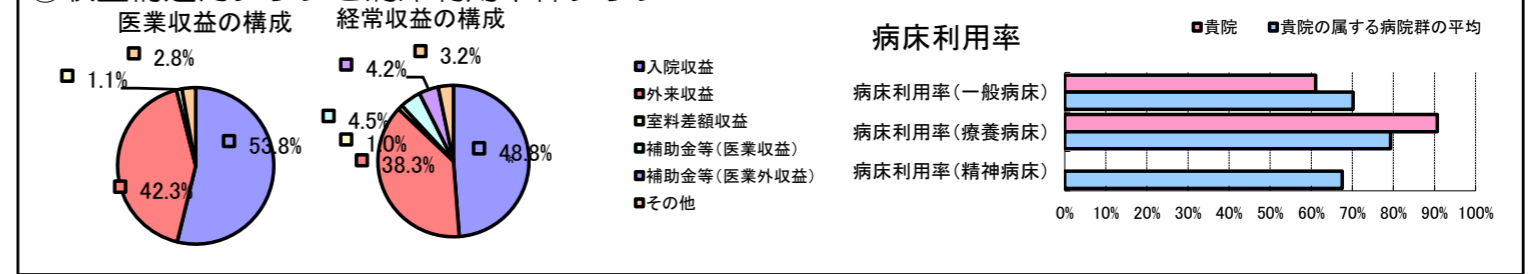 医業収益の構成
経常収益の構成
2.8%
1.1%
53.8%
42.3%
3.2%
4.2%
4.5%
1.0%
38.3%
48.8%
入院収益
外来収益
室料差額収益
補助金等(医業収益)
補助金等(医業外収益)
その他
病床利用率
貴院
貴院の属する病院群の平均
病床利用率(一般病床)
病床利用率(療養病床)
病床利用率(精神病床)
0% 10% 20% 30% 40% 50% 60% 70% 80% 90% 100%